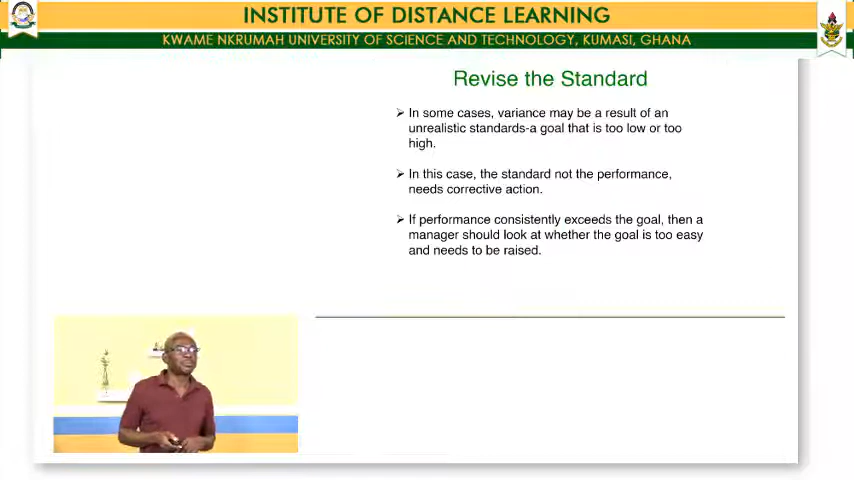 INSTITUTE OF DISTANCE LEARNING
KWAME NKRUMAH UNIVERSITY OF SCIENCE AND TECHNOLOGY, KUMASI, GHANA
Revise the Standard
➢ In some cases, variance may be a result of an
unrealistic standards-a goal that is too low or too
high.
➢ In this case, the standard not the performance,
needs corrective action.
➢ If performance consistently exceeds the goal, then a
manager should look at whether the goal is too easy
and needs to be raised.